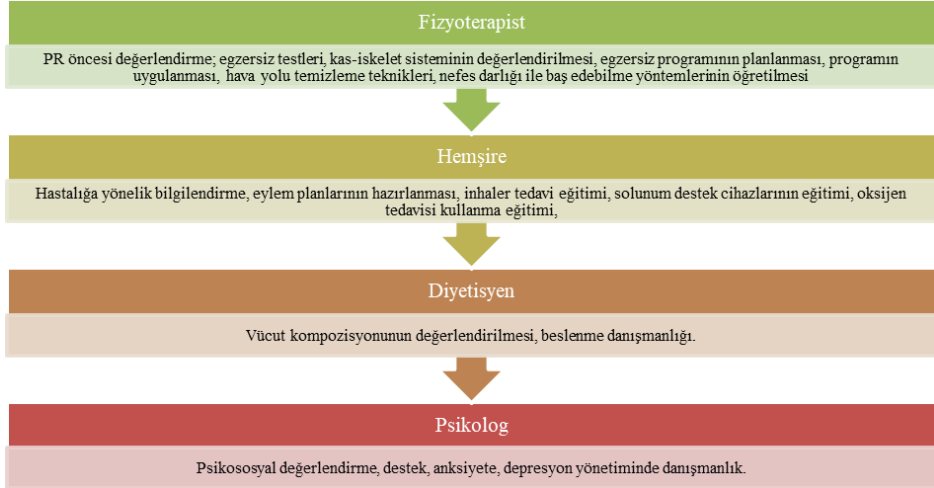 Fizyoterapist
PR öncesi değerlendirme; egzersiz testleri, kas-iskelet sisteminin değerlendirilmesi, egzersiz programının planlanması, programın
uygulanması, hava yolu temizleme teknikleri, nefes darlığı ile baş edebilme yöntemlerinin öğretilmesi
Hemşire
Hastalığa yönelik bilgilendirme, eylem planlarının hazırlanması, inhaler tedavi eğitimi, solunum destek cihazlarının eğitimi, oksijen
tedavisi kullanma eğitimi,
Diyetisyen
Vücut kompozisyonunun değerlendirilmesi, beslenme danışmanlığı.
Psikolog
Psikososyal değerlendirme, destek, anksiyete, depresyon yönetiminde danışmanlık.